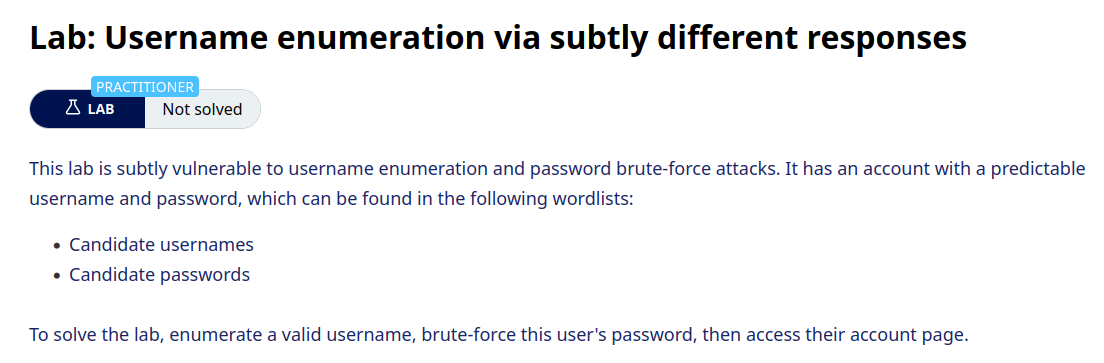 Lab: Username enumeration via subtly different responses
PRACTITIONER
LAB Not solved
This lab is subtly vulnerable to username enumeration and password brute-force attacks. It has an account with a predictable
username and password, which can be found in the following wordlists:
• Candidate usernames
• Candidate passwords
To solve the lab, enumerate a valid username, brute-force this user's password, then access their account page.